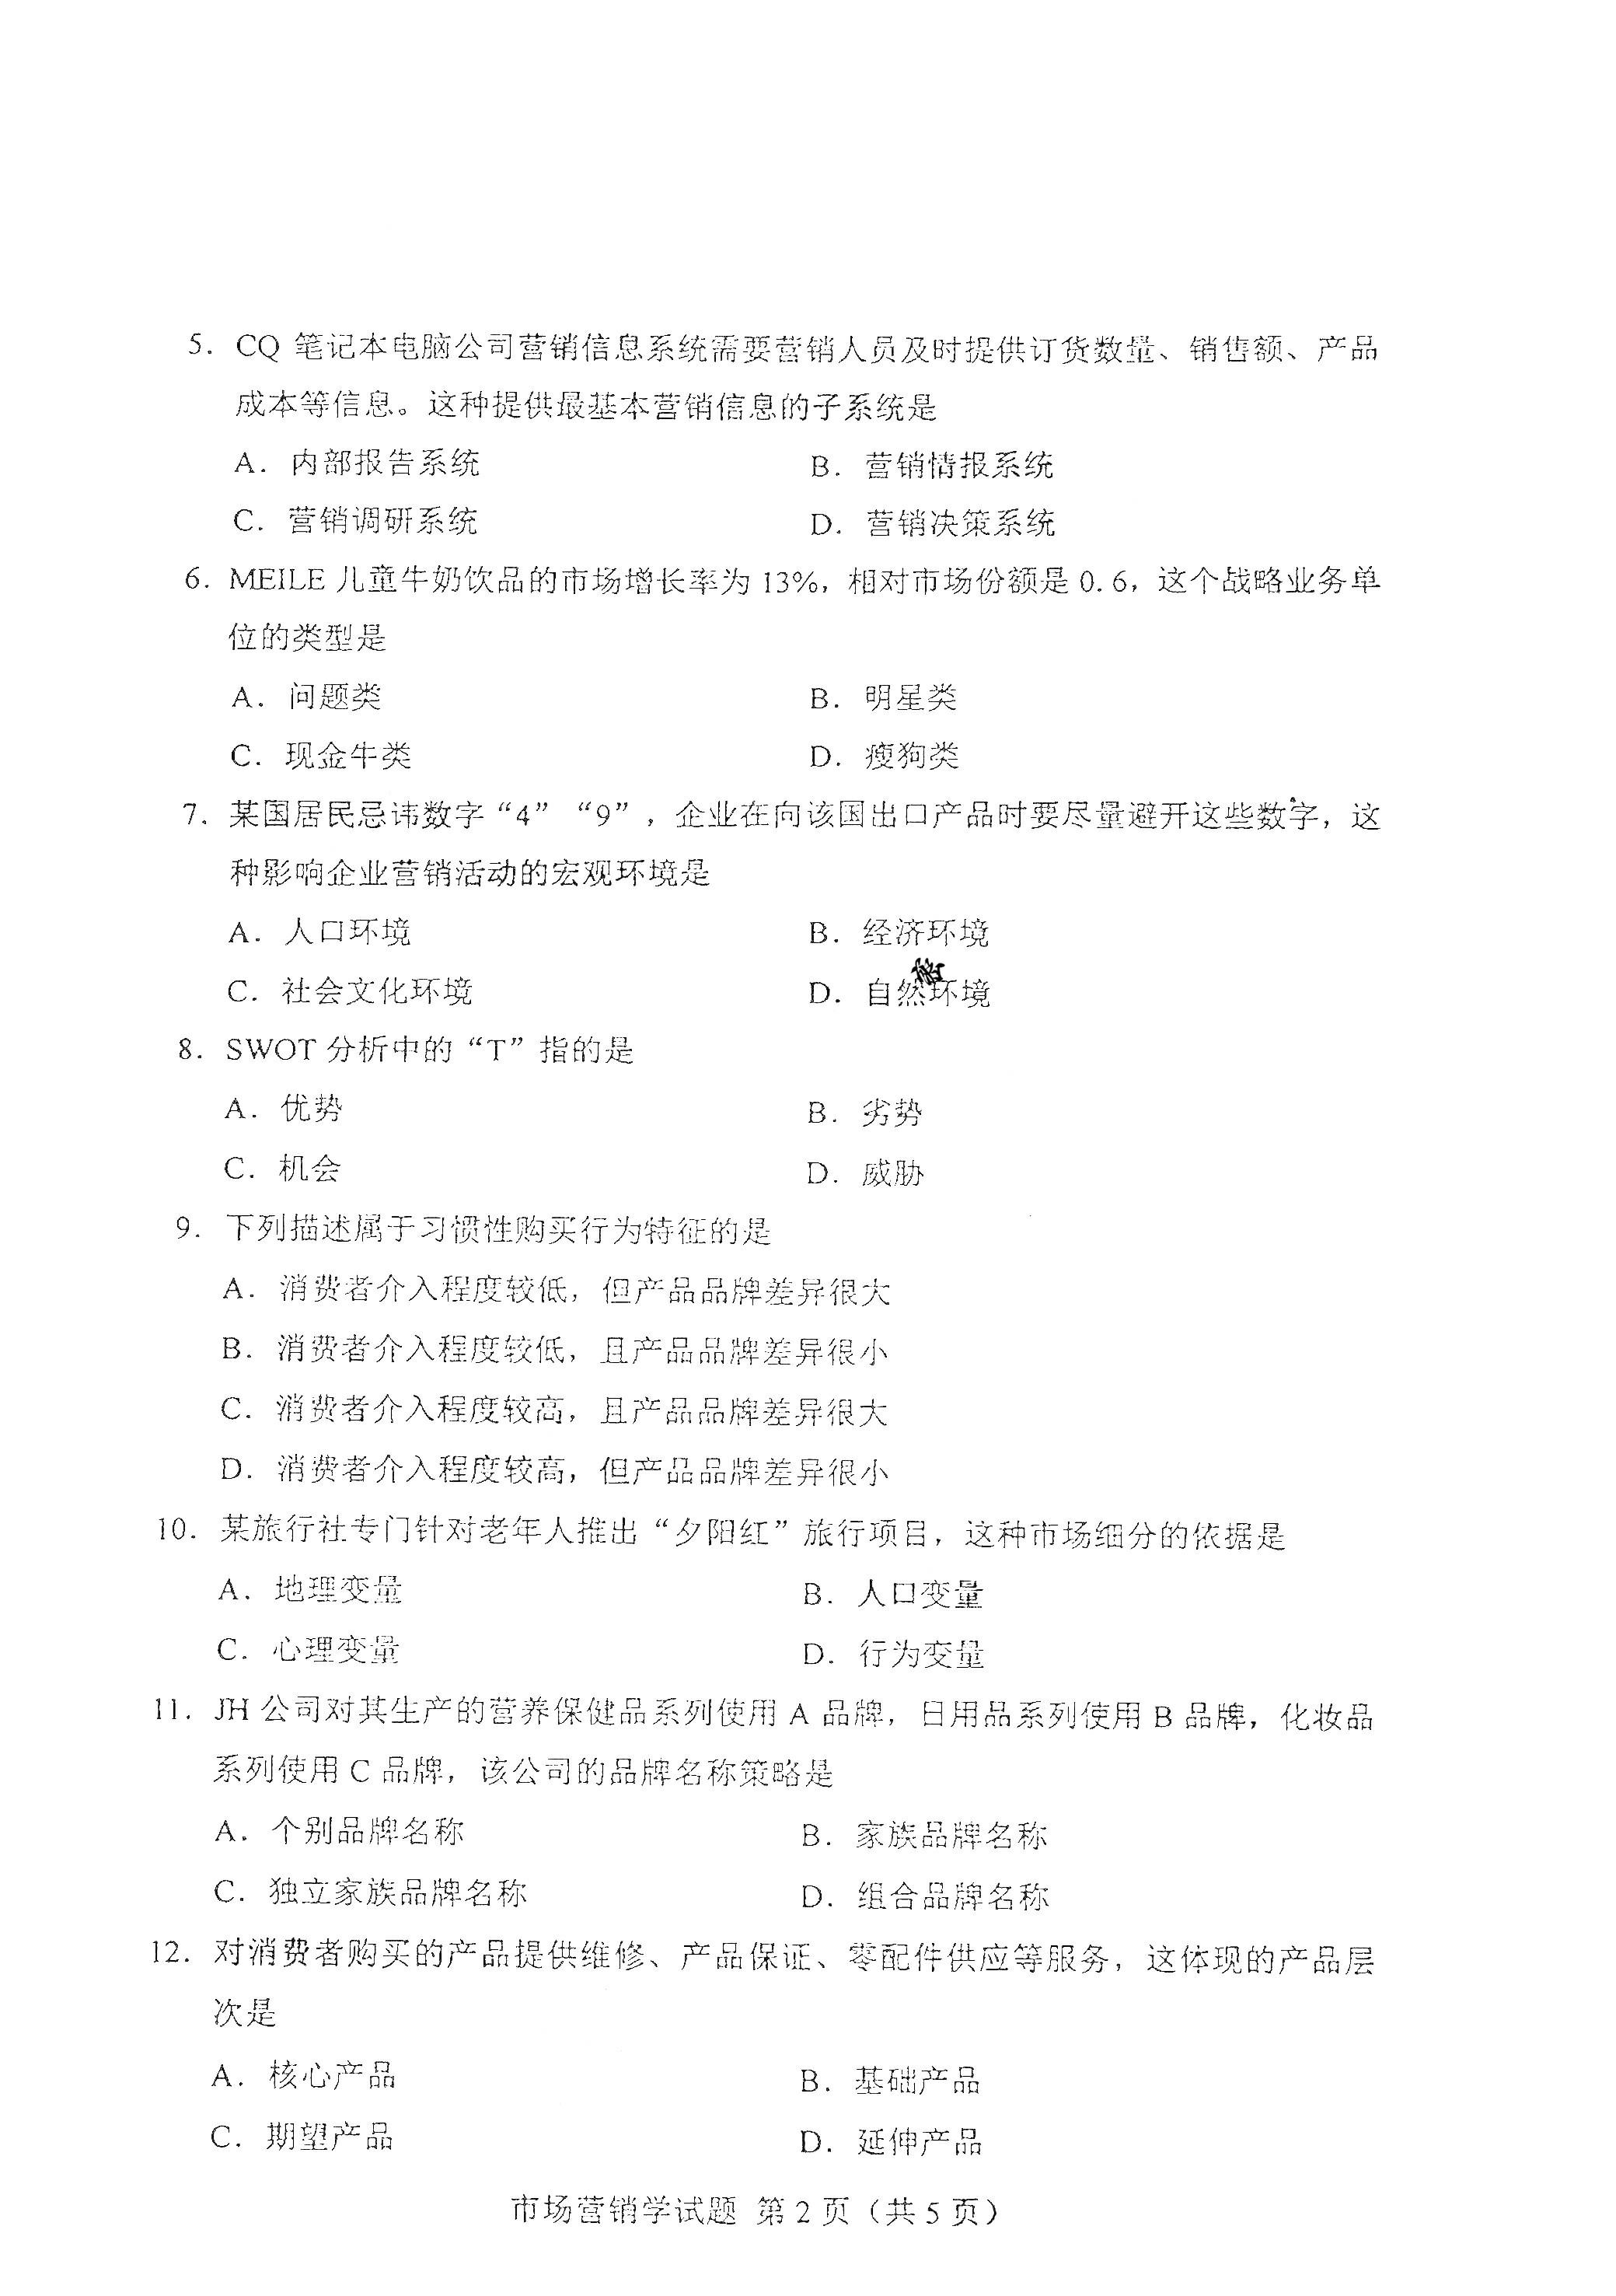 5. CQ 笔记本电脑公司营销信息系统需要营销人员及时提供订货数量、销售额、产品
成本等信息。这种提供最基本营销信息的子系统是
A. 内部报告系统 B. 营销情报系统
C. 营销调研系统 D. 营销决策系统
6. MEILE 儿童牛奶饮品的市场增长率为 13%，相对市场份额是 0.6，这个战略业务单
位的类型是
A. 问题类 B. 明星类
C. 现金牛类 D. 瘦狗类
7. 某国居民忌讳数字“4”“9”，企业在向该国出口产品时要尽量避开这些数字，这
种影响企业营销活动的宏观环境是
A. 人口环境 B. 经济环境
C. 社会文化环境 D. 自然环境
8. SWOT 分析中的“T”指的是
A. 优势 B. 劣势
C. 机会 D. 威胁
9. 下列描述属于习惯性购买行为特征的是
A. 消费者介入程度较低，但产品品牌差异很大
B. 消费者介入程度较低，且产品品牌差异很小
C. 消费者介入程度较高，且产品品牌差异很大
D. 消费者介入程度较高，但产品品牌差异很小
10. 某旅行社专门针对老年人推出“夕阳红”旅行项目，这种市场细分的依据是
A. 地理变量 B. 人口变量
C. 心理变量 D. 行为变量
11. JH 公司对其生产的营养保健品系列使用 A 品牌，日用品系列使用 B 品牌，化妆品
系列使用 C 品牌，该公司的品牌名称策略是
A. 个别品牌名称 B. 家族品牌名称
C. 独立家族品牌名称 D. 组合品牌名称
12. 对消费者购买的产品提供维修、产品保证、零配件供应等服务，这体现的产品层
次是
A. 核心产品 B. 基础产品
C. 期望产品 D. 延伸产品
市场营销学试题 第 2 页（共 5 页）